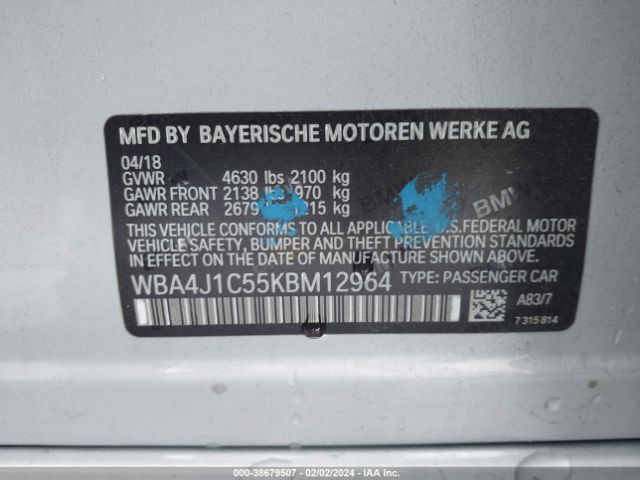 MFD BY BAYERISCHE MOTOREN WERKE AG
04/18
GVWR 4630 lbs 2100 kg
GAWR FRONT 2138 970 kg
GAWR REAR kg
THIS VEHICLE CONFORMS TO ALL APPLICABLE U.S. FEDERAL MOTOR
VEHICLE SAFETY, BUMPER AND THEFT PREVENTION STANDARDS
IN EFFECT ON DATE OF MANUFACTURE SHOWN ABOVE.
WBA4J1C55KBM12964 TYPE: PASSENGER CAR
A83/7
7 315 814
BMW
BMW
000-38679507 - 02/02/2024 - IAA Inc.